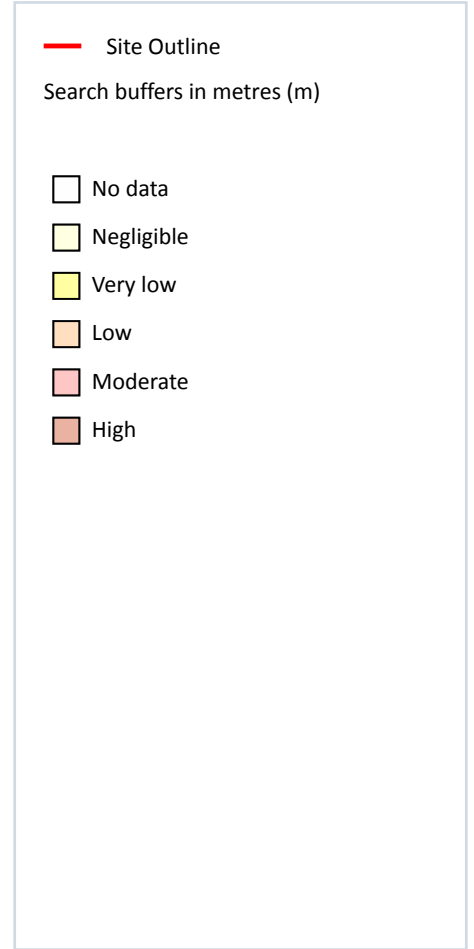 Site Outline
Search buffers in metres (m)
No data
Negligible
Very low
Low
Moderate
High